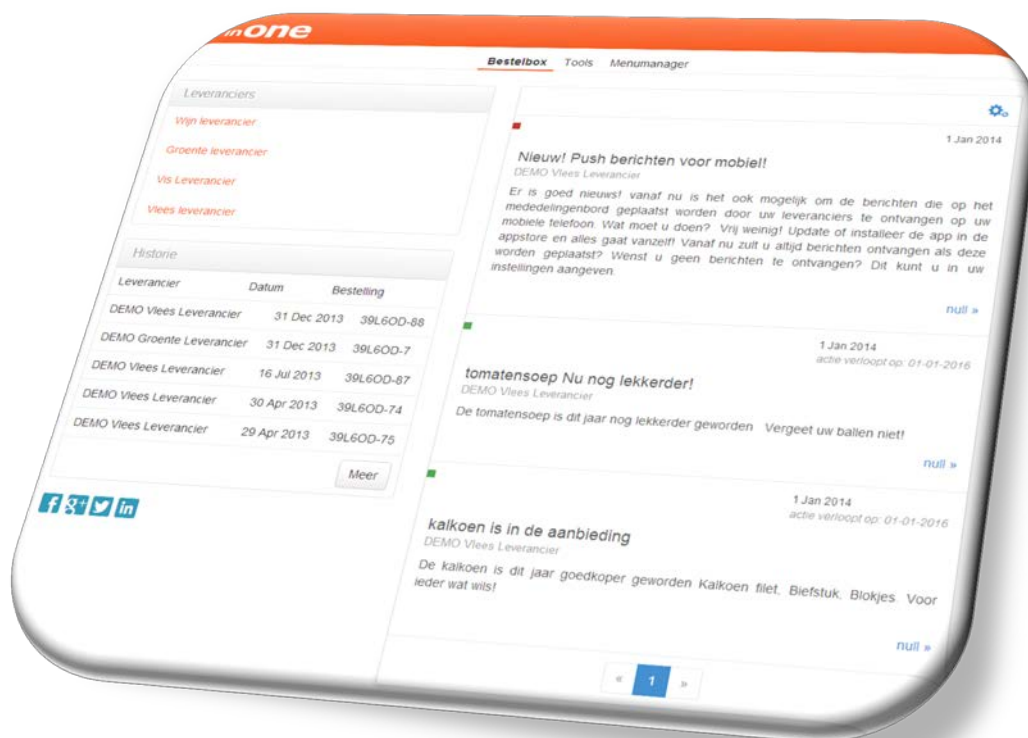 inone
Bestelbox Tools Menumanager
Leveranciers
Wijn leverancier
Groente leverancier
Vis Leverancier
Vlees leverancier
Historie
Leverancier Datum Bestelling
DEMO Vlees Leverancier 31 Dec 2013 39L6OD-88
DEMO Groente Leverancier 31 Dec 2013 39L6OD-7
DEMO Vlees Leverancier 16 Jul 2013 39L6OD-87
DEMO Vlees Leverancier 30 Apr 2013 39L6OD-74
DEMO Vlees Leverancier 29 Apr 2013 39L6OD-75
Meer
1 Jan 2014
Nieuw! Push berichten voor mobiel!
DEMO Vlees Leverancier
Er is goed nieuws! vanaf nu is het ook mogelijk om de berichten die op het
mededelingenbord geplaatst worden door uw leveranciers te ontvangen op uw
mobiele telefoon. Wat moet u doen? Vrij weinig! Update of installeer de app in de
appstore en alles gaat vanzelf! Vanaf nu zult u altijd berichten ontvangen als deze
worden geplaatst? Wenst u geen berichten te ontvangen? Dit kunt u in uw
instellingen aangeven.
null »
1 Jan 2014
actie verloopt op: 01-01-2016
tomatensoep Nu nog lekkerder!
DEMO Vlees Leverancier
De tomatensoep is dit jaar nog lekkerder geworden Vergeet uw ballen niet!
null »
1 Jan 2014
actie verloopt op: 01-01-2016
kalkoen is in de aanbieding
DEMO Vlees Leverancier
De kalkoen is dit jaar goedkoper geworden Kalkoen filet, Biefstuk, Blokjes. Voor
ieder wat wils!
null »
« 1 »